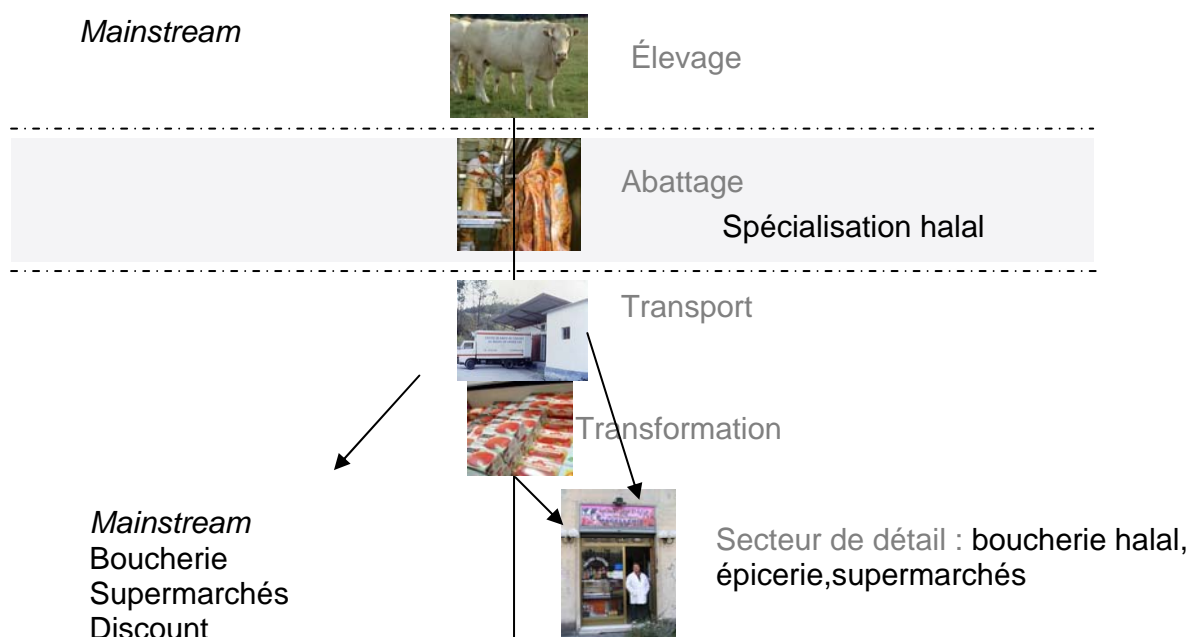 Mainstream
Élevage
Abattage
Spécialisation halal
Transport
Transformation
Mainstream
Boucherie
Supermarchés
Discount
Secteur de détail : boucherie halal,
épicerie,supermarchés